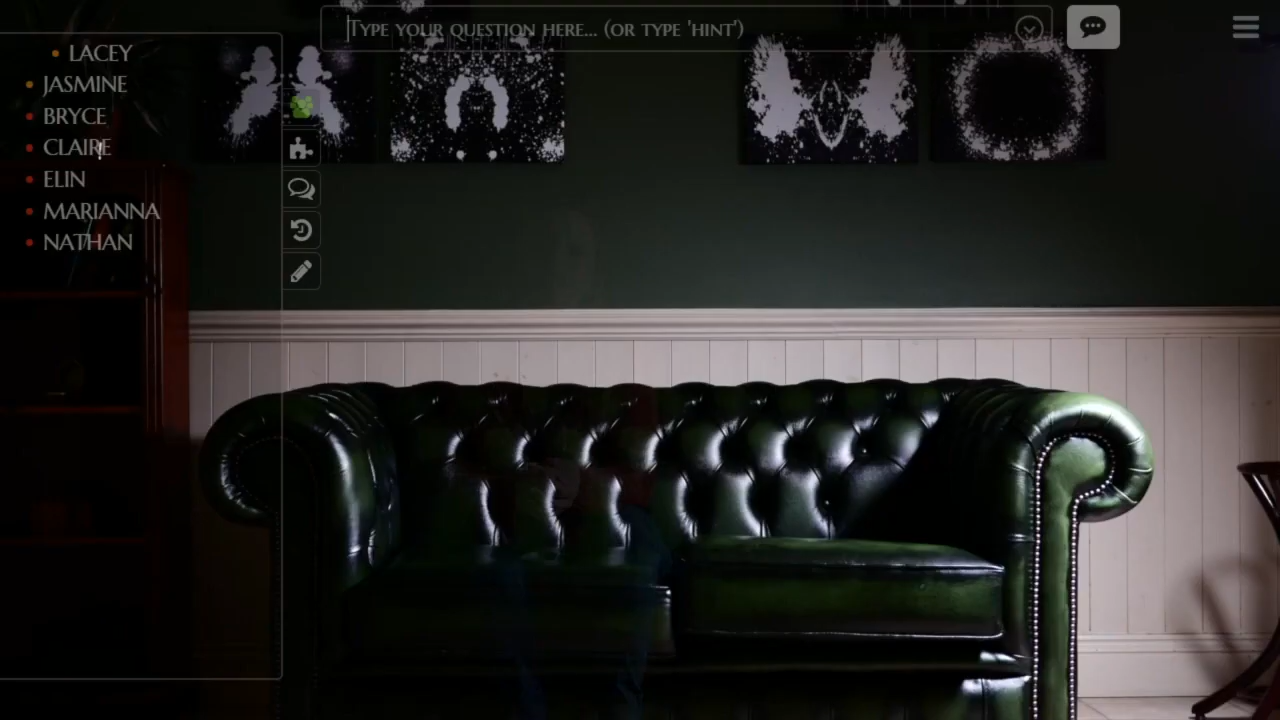 Type your question here... (or type 'hint')
LACEY
JASMINE
BRYCE
CLAIRE
ELIN
MARIANNA
NATHAN